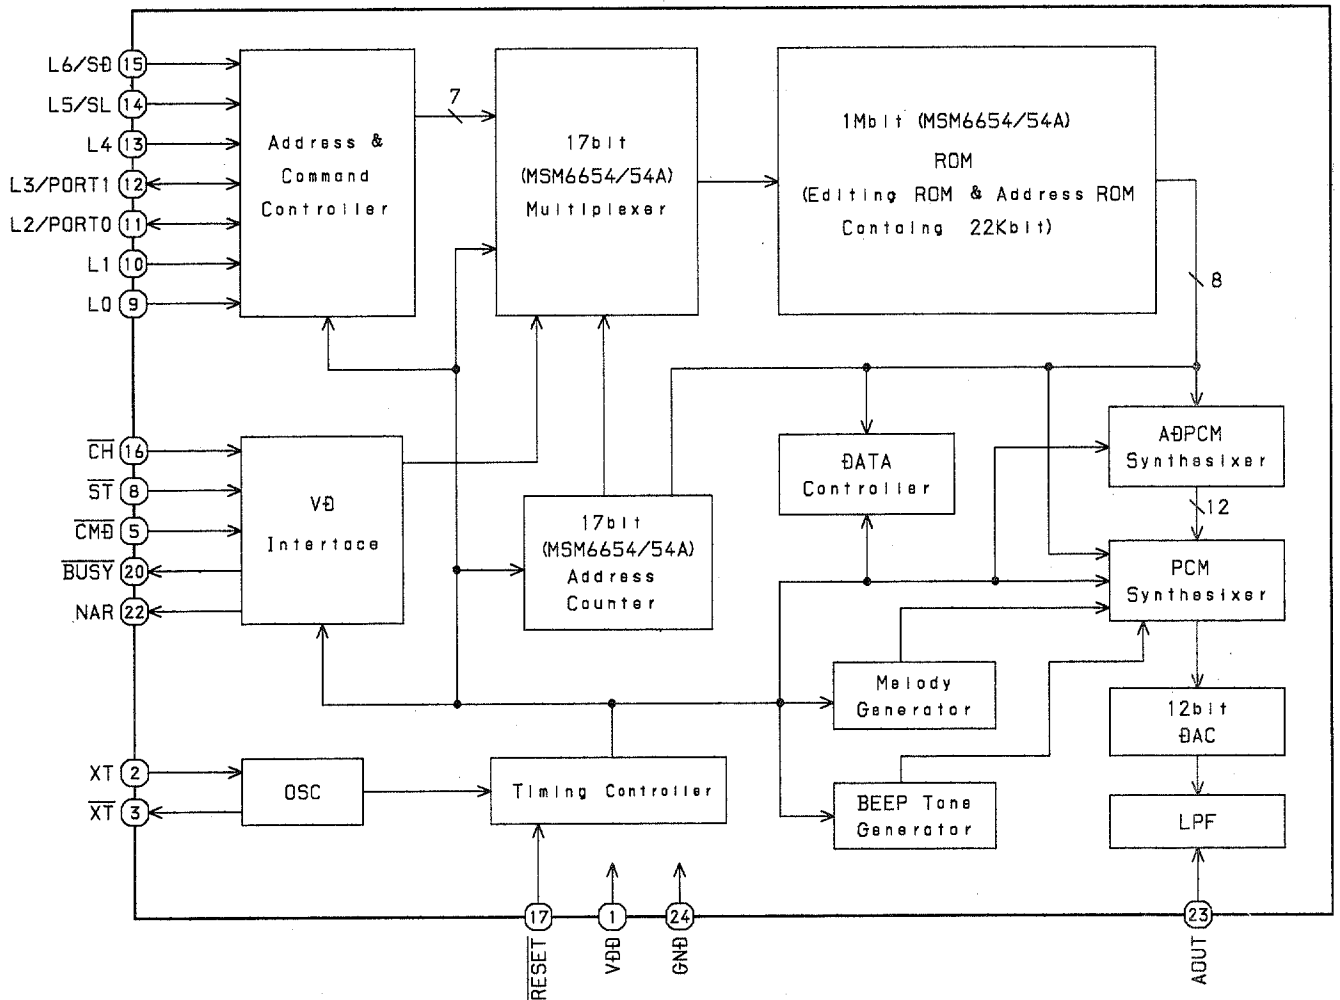 L6/SD 15
L5/SL 14
L4 13
L3/PORT1 12
L2/PORT0 11
L1 10
L0 9
Address &
Command
Controller
7
17bit
(MSM6654/54A)
Multiplexer
1Mbit (MSM6654/54A)
ROM
(Editing ROM & Address ROM
Containg 22Kbit)
8
CH 16
ST 8
CMD 5
BUSY 20
NAR 22
VD
Intertace
17bit
(MSM6654/54A)
Address
Counter
DATA
Controller
ADPCM
Synthesixer
12
PCM
Synthesixer
Melody
Generator
12bit
DAC
XT 2
XT 3
OSC
Timing Controller
BEEP Tone
Generator
LPF
17
1
24
23
RESET
VDD
GND
AOUT